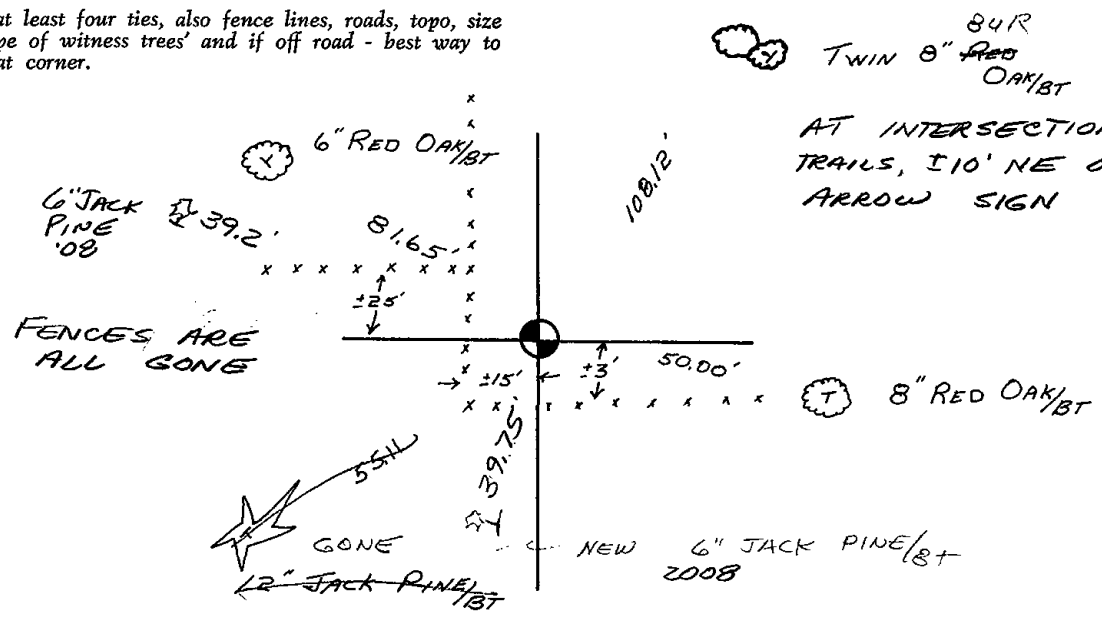 at least four ties, also fence lines, roads, topo, size
pe of witness trees' and if off road - best way to
at corner.
84R
TWIN 8" RED
OAK/BT
AT INTERSECTIO
TRAILS, ±10' NE O
ARROW SIGN
6" RED OAK/BT
108.12'
6" JACK
PINE
'08
39.2'
81.65'
±25'
FENCES ARE
ALL GONE
±15'
±3'
50.00'
T
8" RED OAK/BT
39.75'
55.11
GONE
12" JACK PINE/BT
NEW 6" JACK PINE/Bt
2008